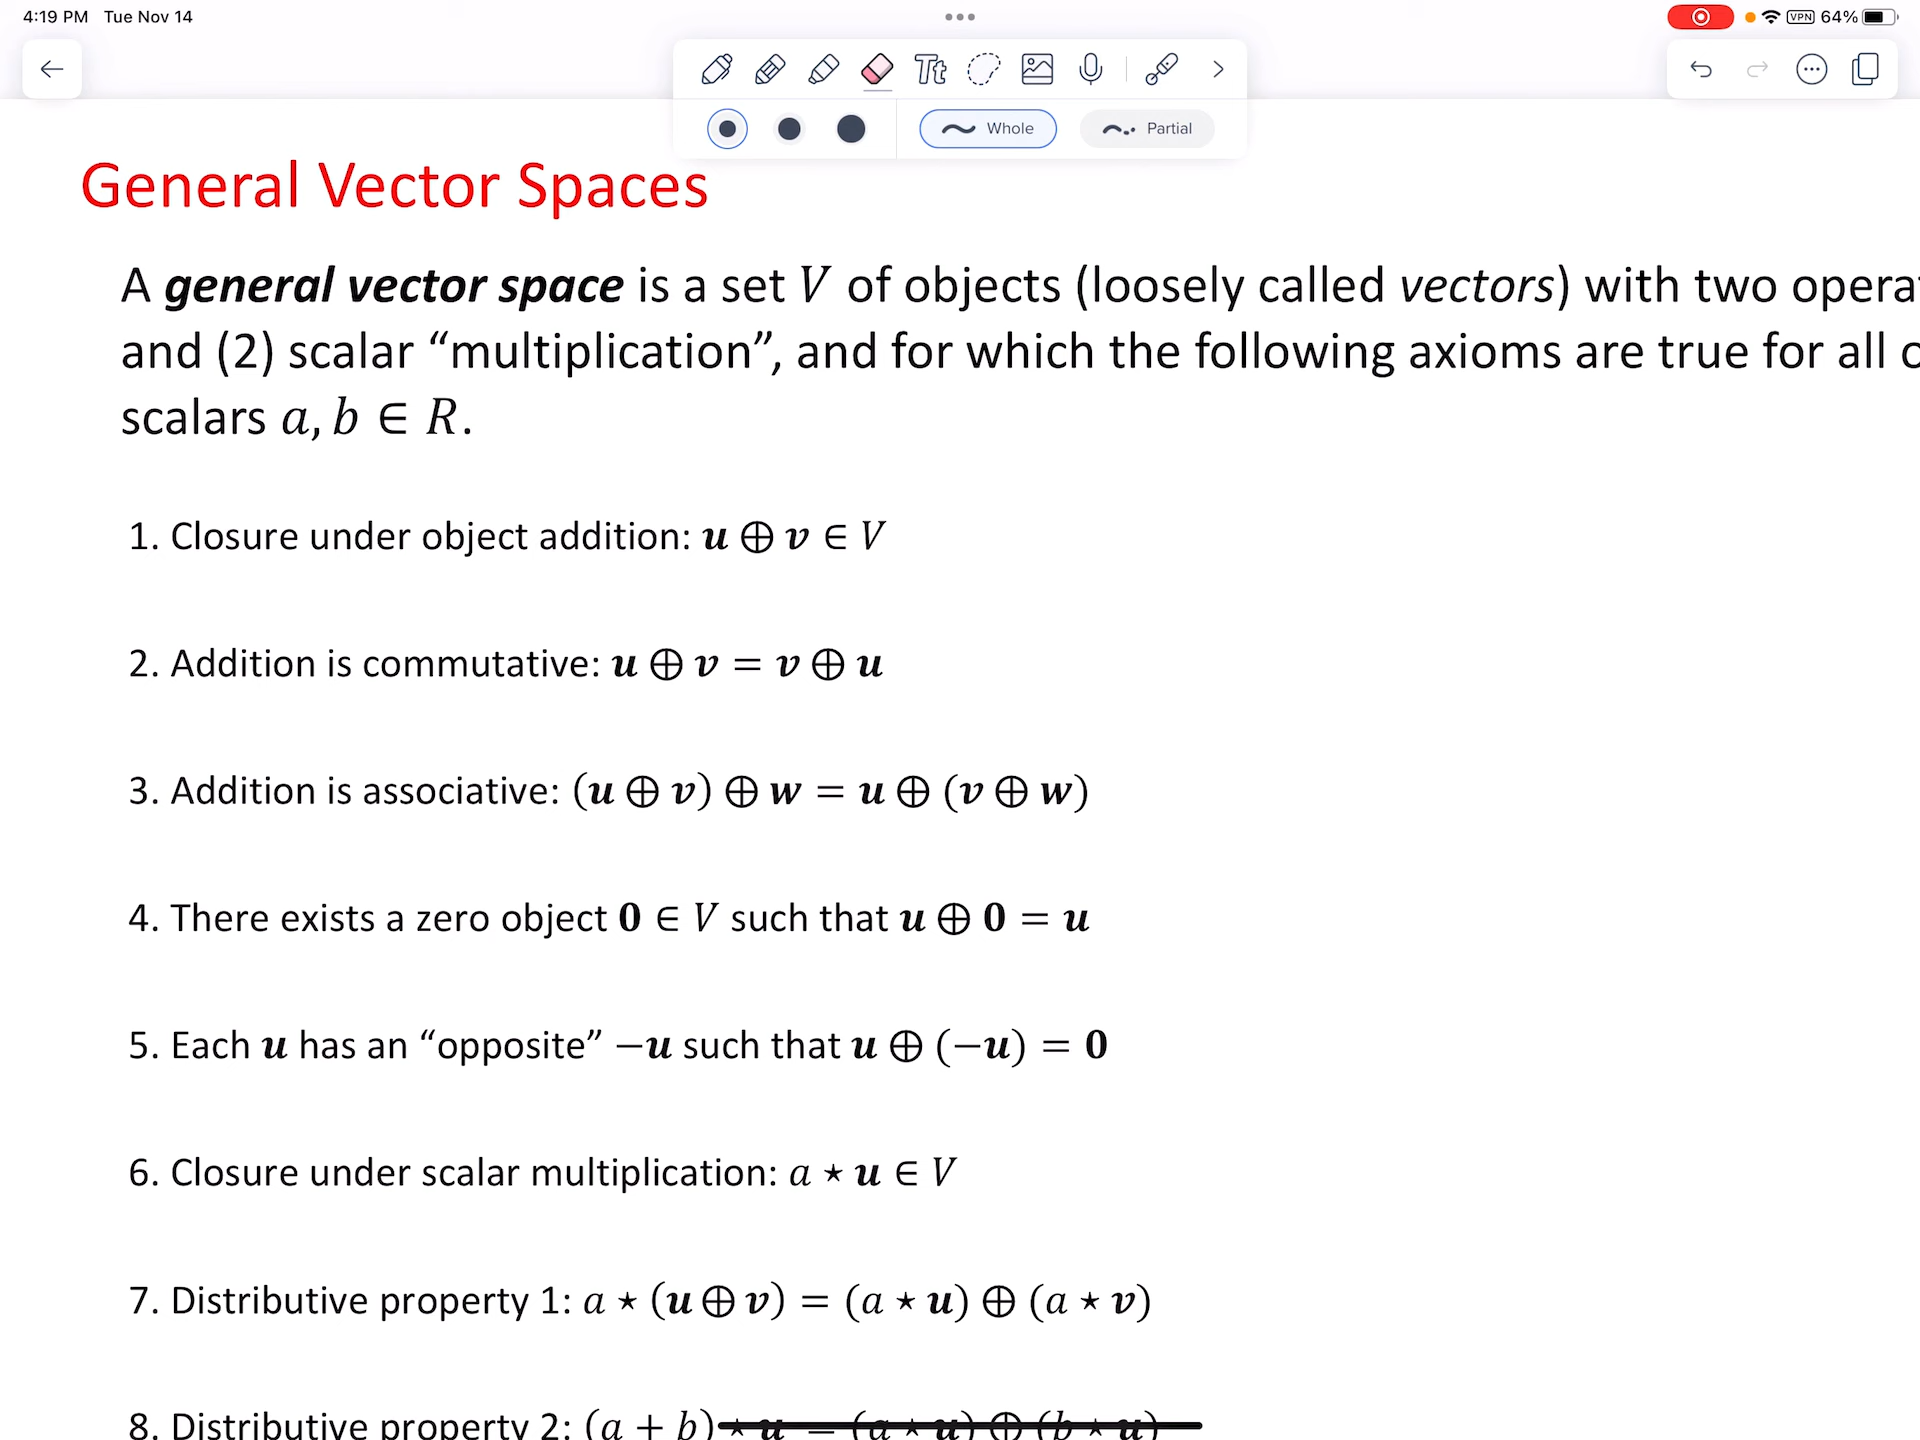 4:19 PM Tue Nov 14
VPN 64%
Tt
Whole
Partial
General Vector Spaces
A general vector space is a set V of objects (loosely called vectors) with two
and (2) scalar “multiplication”, and for which the following axioms are true for all
scalars a, b ∈ R.
1. Closure under object addition: u ⊕ v ∈ V
2. Addition is commutative: u ⊕ v = v ⊕ u
3. Addition is associative: (u ⊕ v) ⊕ w = u ⊕ (v ⊕ w)
4. There exists a zero object 0 ∈ V such that u ⊕ 0 = u
5. Each u has an “opposite” −u such that u ⊕ (−u) = 0
6. Closure under scalar multiplication: a ⋆ u ∈ V
7. Distributive property 1: a ⋆ (u ⊕ v) = (a ⋆ u) ⊕ (a ⋆ v)
8. Distributive property 2: (a + b) ⋆ u = (a ⋆ u) ⊕ (b ⋆ u)